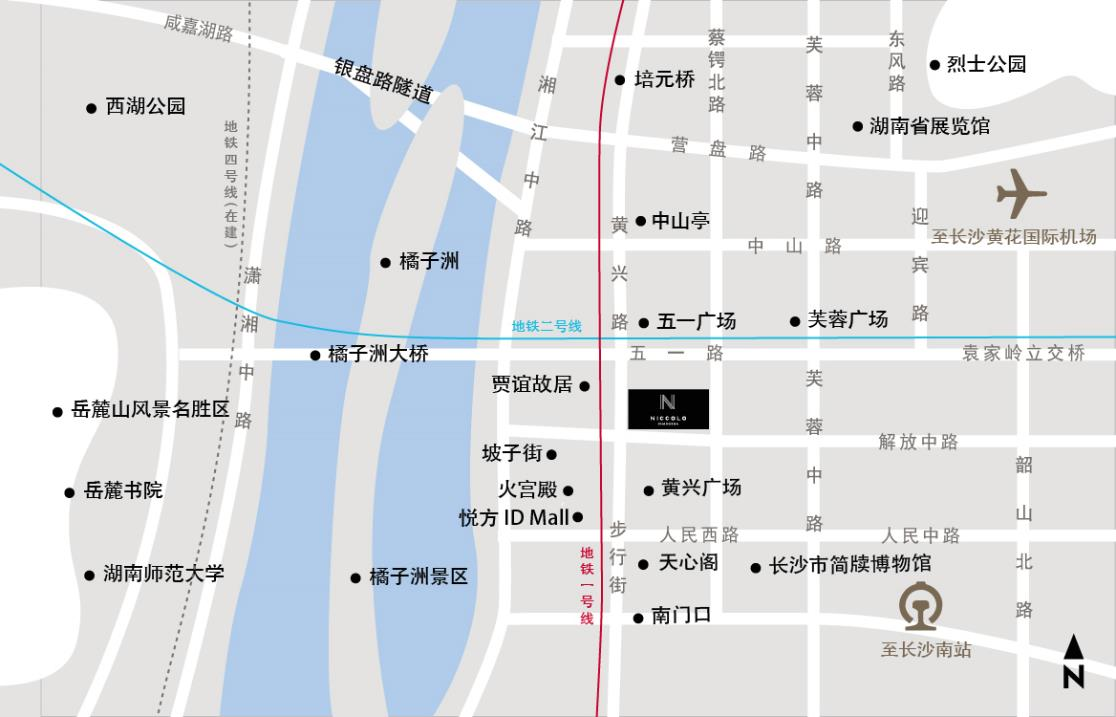 咸嘉湖路
银盘路隧道
西湖公园
地铁四号线(在建)
湘江中路
培元桥
蔡锷北路
芙蓉中路
东风路
烈士公园
湖南省展览馆
营盘路
至长沙黄花国际机场
黄兴路
中山亭
中山路
迎宾路
橘子洲
潇湘中路
地铁二号线
五一广场
芙蓉广场
橘子洲大桥
五一路
袁家岭立交桥
贾谊故居
N
NICCOLO
芙蓉中路
岳麓山风景名胜区
解放中路
坡子街
韶山北路
岳麓书院
火宫殿
黄兴广场
悦方 ID Mall
步行街
人民西路
人民中路
地铁一号线
天心阁
长沙市简牍博物馆
湖南师范大学
橘子洲景区
南门口
至长沙南站
N